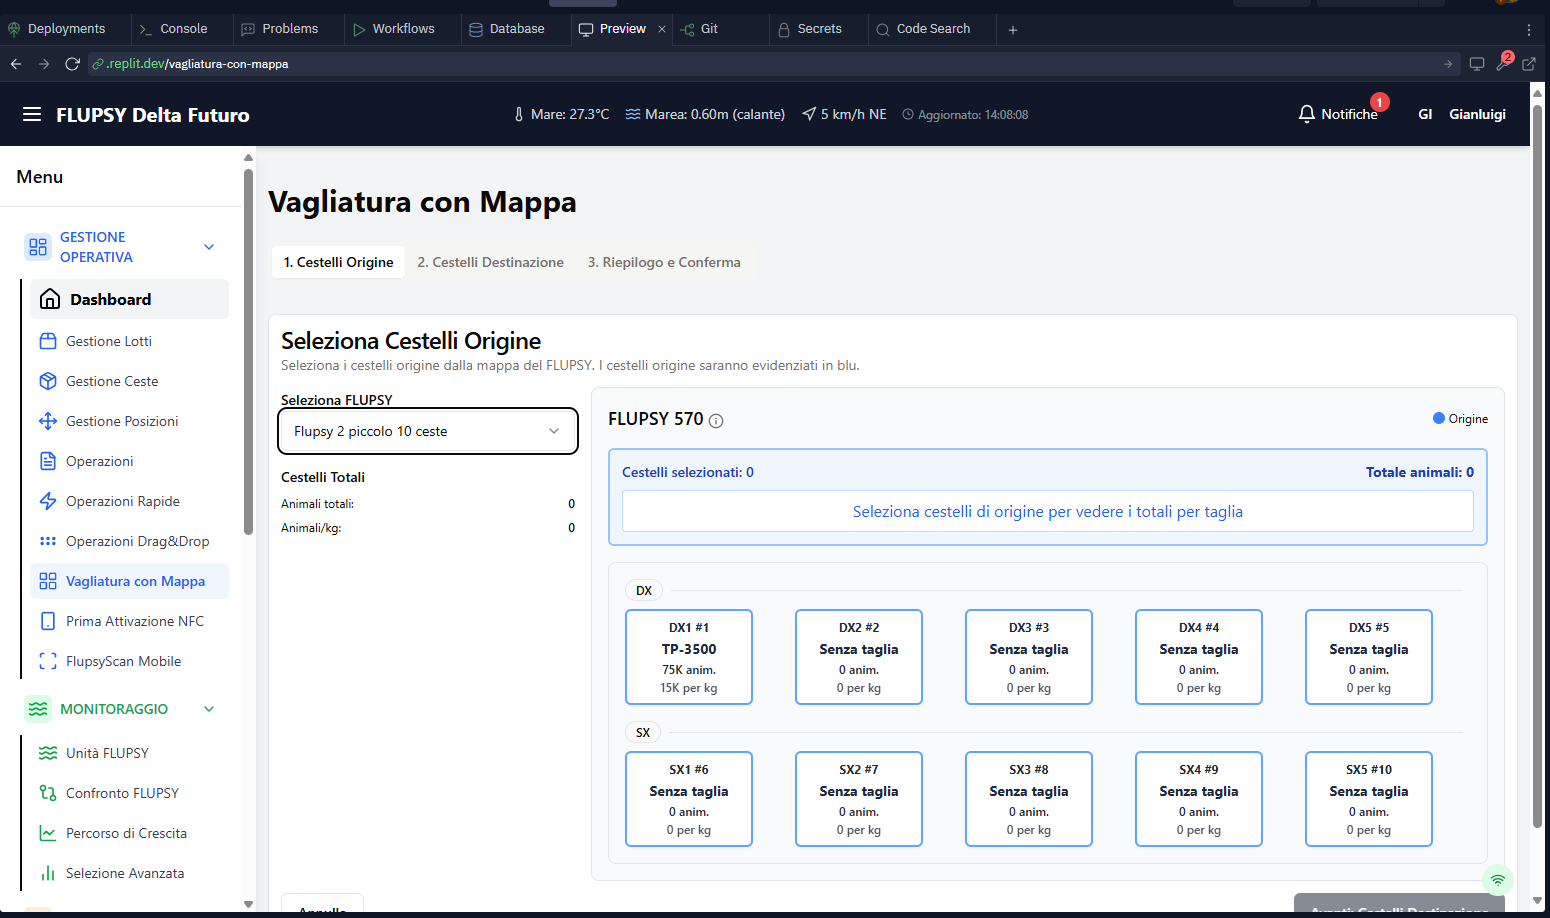 Deployments
Console
Problems
Workflows
Database
Preview
Git
Secrets
Code Search
.replit.dev/vagliatura-con-mappa
2
FLUPSY Delta Futuro
Mare: 27.3°C
Marea: 0.60m (calante)
5 km/h NE
Aggiornato: 14:08:08
Notifiche
1
GI
Gianluigi
Menu
GESTIONE
OPERATIVA
Dashboard
Gestione Lotti
Gestione Ceste
Gestione Posizioni
Operazioni
Operazioni Rapide
Operazioni Drag&Drop
Vagliatura con Mappa
Prima Attivazione NFC
FlupsyScan Mobile
MONITORAGGIO
Unità FLUPSY
Confronto FLUPSY
Percorso di Crescita
Selezione Avanzata
Vagliatura con Mappa
1. Cestelli Origine
2. Cestelli Destinazione
3. Riepilogo e Conferma
Seleziona Cestelli Origine
Seleziona i cestelli origine dalla mappa del FLUPSY. I cestelli origine saranno evidenziati in blu.
Seleziona FLUPSY
Flupsy 2 piccolo 10 ceste
Cestelli Totali
Animali totali: 0
Animali/kg: 0
FLUPSY 570
Origine
Cestelli selezionati: 0
Totale animali: 0
Seleziona cestelli di origine per vedere i totali per taglia
DX
DX1 #1
TP-3500
75K anim.
15K per kg
DX2 #2
Senza taglia
0 anim.
0 per kg
DX3 #3
Senza taglia
0 anim.
0 per kg
DX4 #4
Senza taglia
0 anim.
0 per kg
DX5 #5
Senza taglia
0 anim.
0 per kg
SX
SX1 #6
Senza taglia
0 anim.
0 per kg
SX2 #7
Senza taglia
0 anim.
0 per kg
SX3 #8
Senza taglia
0 anim.
0 per kg
SX4 #9
Senza taglia
0 anim.
0 per kg
SX5 #10
Senza taglia
0 anim.
0 per kg
Annulla
Avanti: Cestelli Destinazione